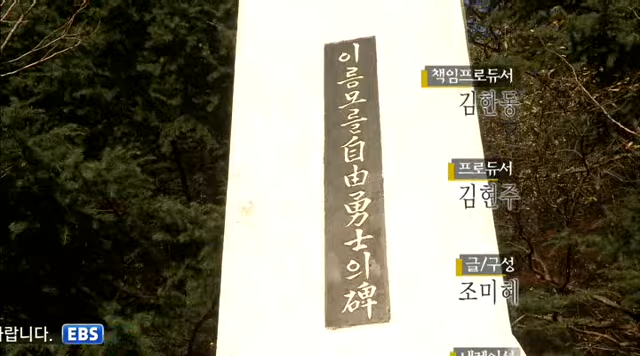 이름모를自由勇士의碑
책임프로듀서
김한동
프로듀서
김현주
글/구성
조미혜
랍니다. EBS